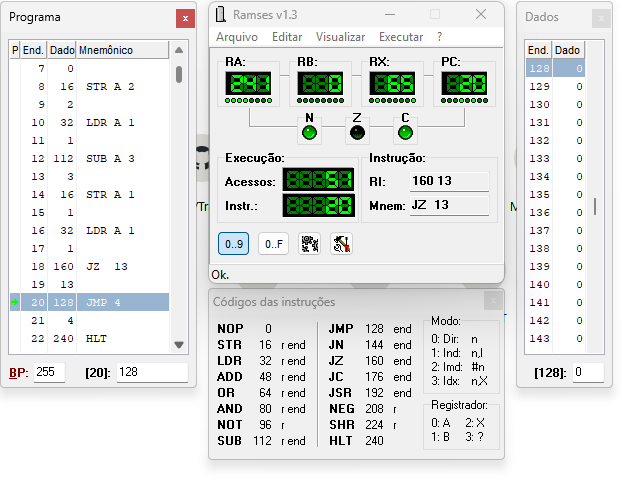 Programa x
P End. Dado Mnemônico
7 0
8 16 STR A 2
9 2
10 32 LDR A 1
11 1
12 112 SUB A 3
13 3
14 16 STR A 1
15 1
16 32 LDR A 1
17 1
18 160 JZ 13
19 13
20 128 JMP 4
21 4
22 240 HLT
BP: 255 [20]: 128
Ramses v1.3
Arquivo Editar Visualizar Executar ?
RA: RB: RX: PC:
241 0 65 20
N Z C
Execução: Instrução:
Acessos: 51 RI: 160 13
Instr.: 20 Mnem: JZ 13
0..9 0..F
Ok.
Códigos das instruções x
NOP 0 JMP 128 end
STR 16 r end JN 144 end
LDR 32 r end JZ 160 end
ADD 48 r end JC 176 end
OR 64 r end JSR 192 end
AND 80 r end NEG 208 r
NOT 96 r SHR 224 r
SUB 112 r end HLT 240
Modo:
0: Dir: n
1: Ind: n,I
2: Imd: #n
3: Idx: n,X
Registrador:
0: A 2: X
1: B 3: ?
Dados x
End. Dado
128 0
129 0
130 0
131 0
132 0
133 0
134 0
135 0
136 0
137 0
138 0
139 0
140 0
141 0
142 0
143 0
[128]: 0